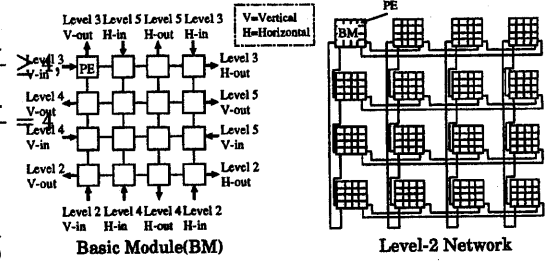 Level 3 Level 5 Level 5 Level 3
V-out H-in H-out H-in
V=Vertical
H=Horizontal
PE
BM
Level 3
V-in
PE
Level 3
H-out
Level 4
V-out
Level 5
V-out
Level 4
V-in
Level 5
V-in
Level 2
V-out
Level 2
H-out
Level 2 Level 4 Level 4 Level 2
V-in H-in H-out H-in
Basic Module(BM)
Level-2 Network
≥ 4,
= 4